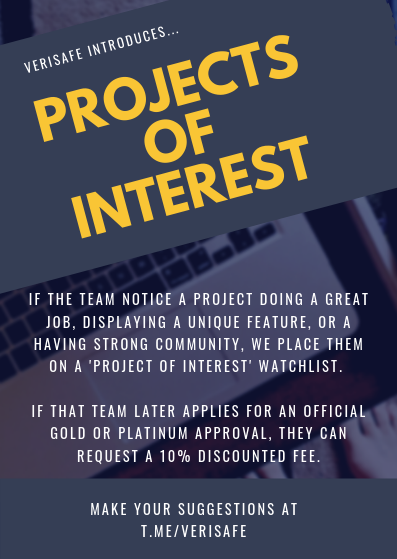 VERISAFE INTRODUCES...
PROJECTS
OF
INTEREST
IF THE TEAM NOTICE A PROJECT DOING A GREAT
JOB, DISPLAYING A UNIQUE FEATURE, OR A
HAVING STRONG COMMUNITY, WE PLACE THEM
ON A 'PROJECT OF INTEREST' WATCHLIST.
IF THAT TEAM LATER APPLIES FOR AN OFFICIAL
GOLD OR PLATINUM APPROVAL, THEY CAN
REQUEST A 10% DISCOUNTED FEE.
MAKE YOUR SUGGESTIONS AT
T.ME/VERISAFE